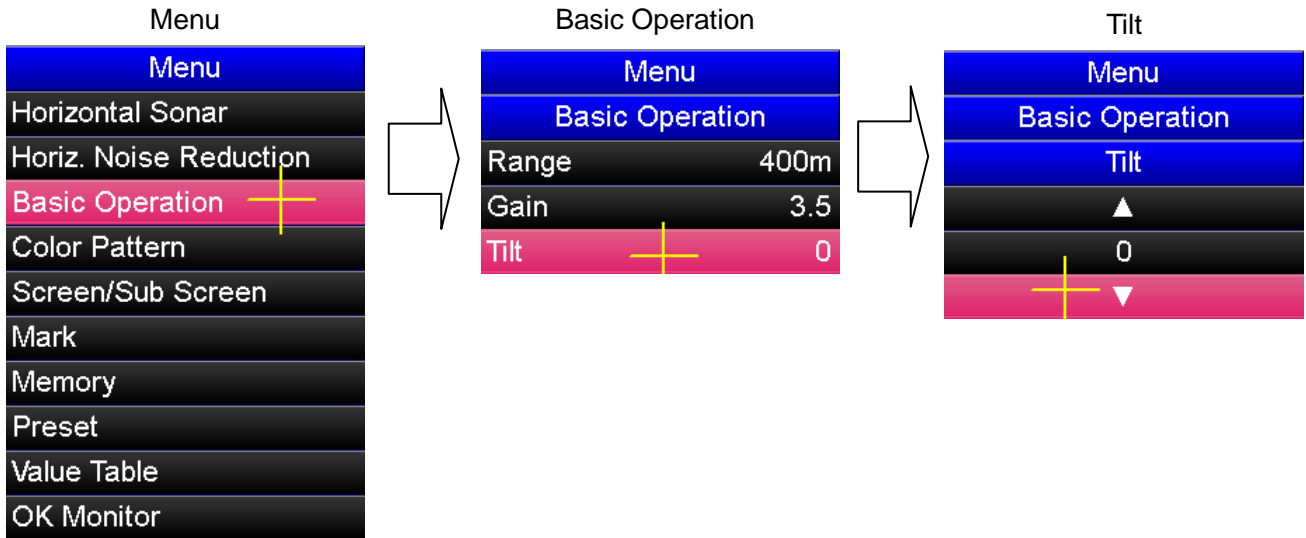 Menu
Menu
Horizontal Sonar
Horiz. Noise Reduction
Basic Operation
Color Pattern
Screen/Sub Screen
Mark
Memory
Preset
Value Table
OK Monitor
Basic Operation
Menu
Basic Operation
Range 400m
Gain 3.5
Tilt 0
Tilt
Menu
Basic Operation
Tilt
▲
0
▼